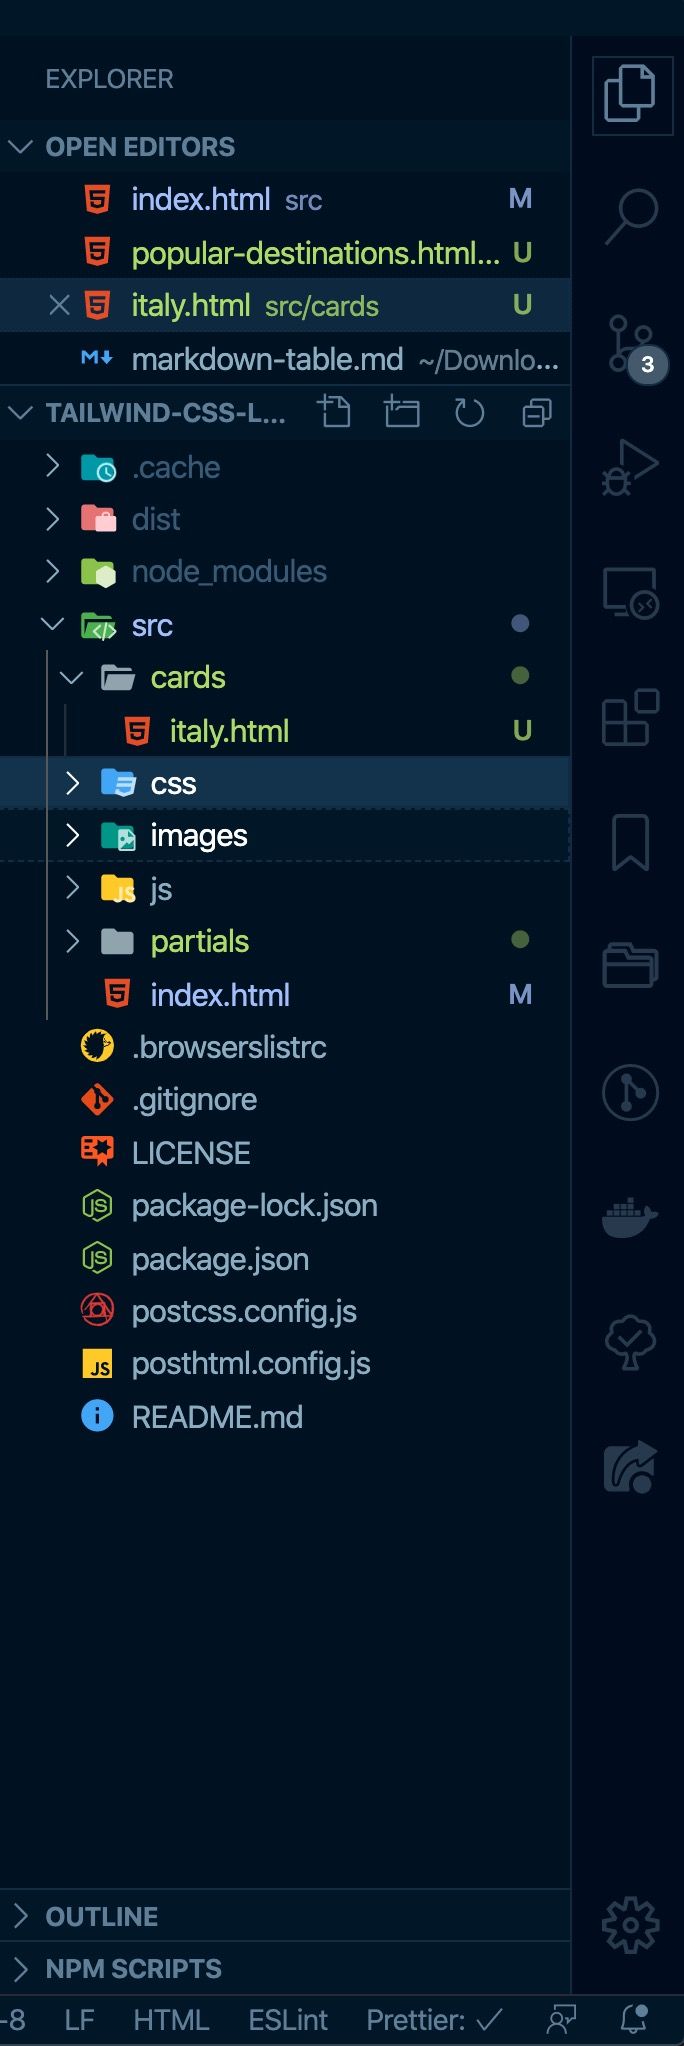 EXPLORER
OPEN EDITORS
index.html src M
popular-destinations.html... U
italy.html src/cards U
markdown-table.md ~/Downlo...
3
TAILWIND-CSS-L...
.cache
dist
node_modules
src
cards
italy.html U
css
images
js
partials
index.html M
.browserslistrc
.gitignore
LICENSE
package-lock.json
package.json
postcss.config.js
JS posthtml.config.js
README.md
OUTLINE
NPM SCRIPTS
-8 LF HTML ESLint Prettier: ✓